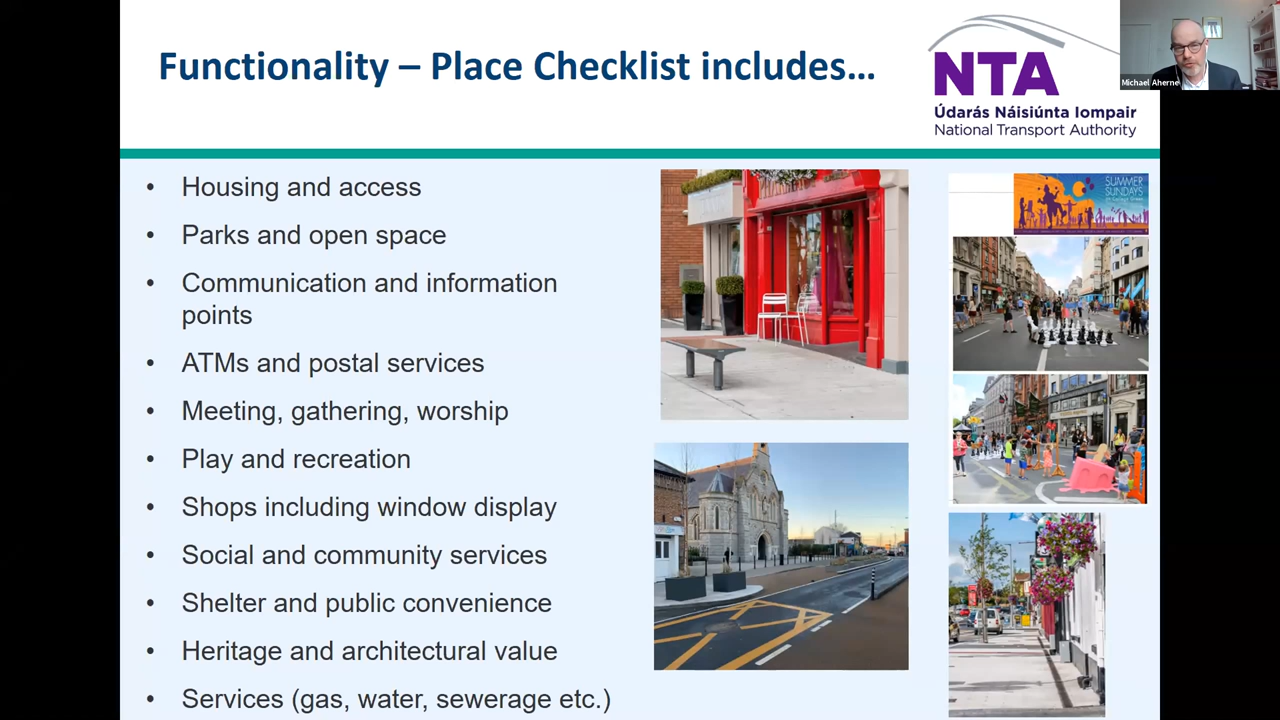 Functionality – Place Checklist includes…
NTA
Údarás Náisiúnta Iompair
National Transport Authority
Michael Aherne
• Housing and access
• Parks and open space
• Communication and information
points
• ATMs and postal services
• Meeting, gathering, worship
• Play and recreation
• Shops including window display
• Social and community services
• Shelter and public convenience
• Heritage and architectural value
• Services (gas, water, sewerage etc.)
SUMMER
SUNDAYS